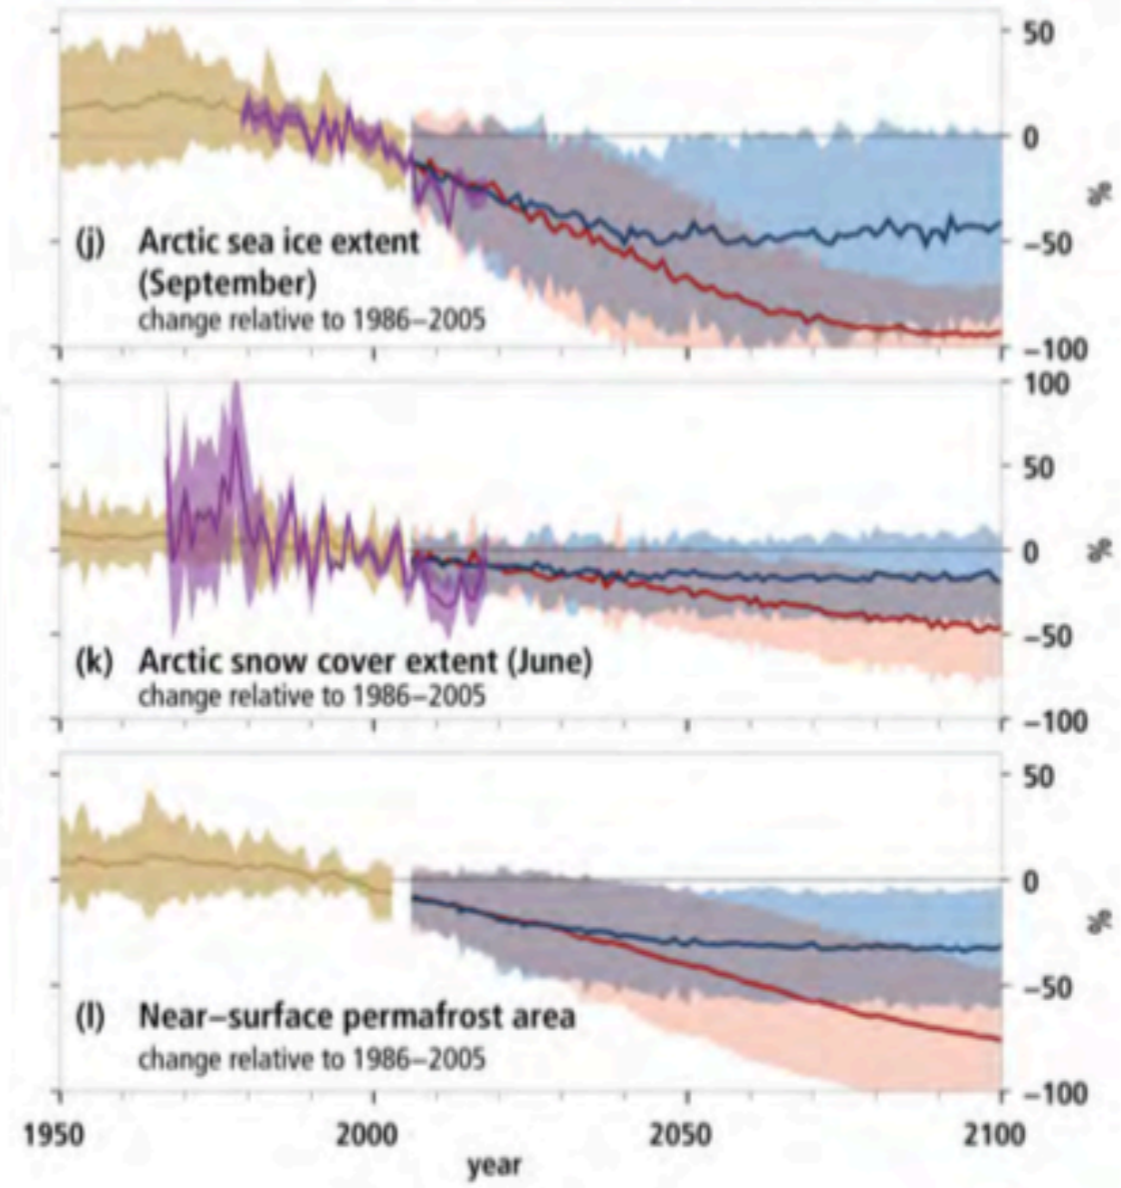 50
0
%
−50
(j) Arctic sea ice extent
(September)
change relative to 1986–2005
−100
100
50
0
%
−50
(k) Arctic snow cover extent (June)
change relative to 1986–2005
−100
50
0
%
−50
(l) Near–surface permafrost area
change relative to 1986–2005
−100
1950 2000 2050 2100
year